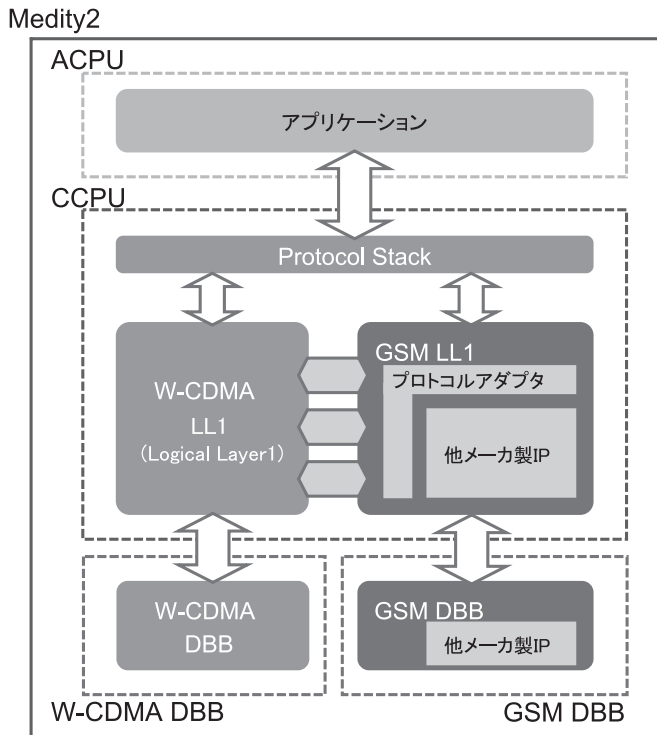 Medity2
ACPU
アプリケーション
CCPU
Protocol Stack
W-CDMA
LL1
(Logical Layer1)
GSM LL1
プロトコルアダプタ
他メーカ製IP
W-CDMA
DBB
GSM DBB
他メーカ製IP
W-CDMA DBB
GSM DBB